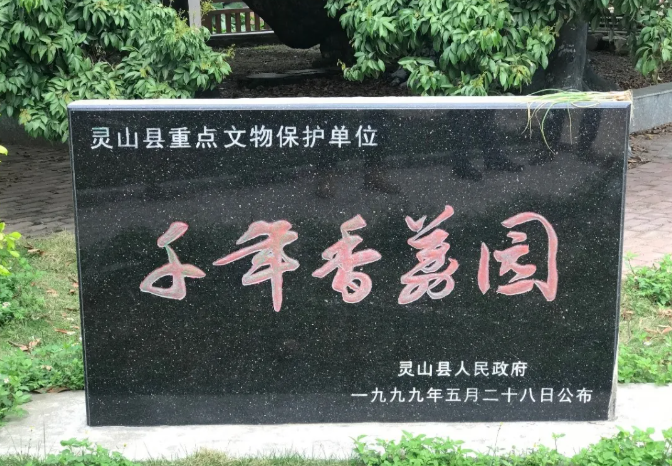 灵山县重点文物保护单位
千年香荔园
灵山县人民政府
一九九九年五月二十八日公布